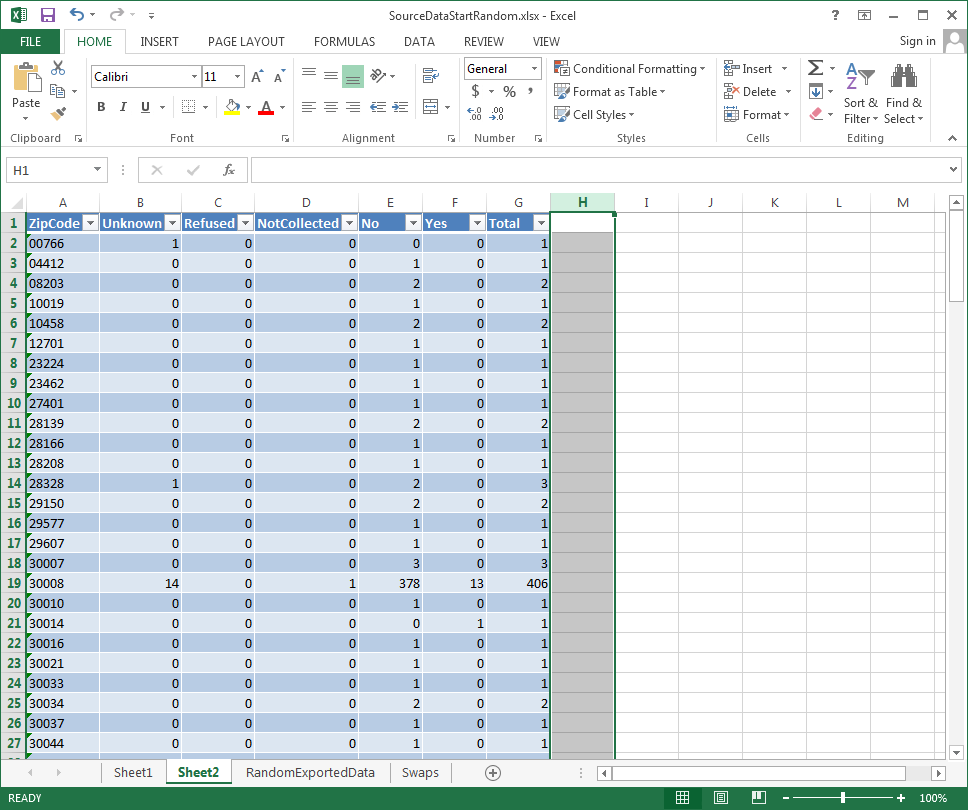 SourceDataStartRandom.xlsx - Excel
?
FILE HOME INSERT PAGE LAYOUT FORMULAS DATA REVIEW VIEW Sign in
Paste
Calibri 11
B I U A
General
$ % ,
Conditional Formatting
Format as Table
Cell Styles
Insert
Delete
Format
Sort & Filter
Find & Select
Clipboard Font Alignment Number Styles Cells Editing
H1 fx
A B C D E F G H I J K L M
1 ZipCode Unknown Refused NotCollected No Yes Total
2 00766 1 0 0 0 0 1
3 04412 0 0 0 1 0 1
4 08203 0 0 0 2 0 2
5 10019 0 0 0 1 0 1
6 10458 0 0 0 2 0 2
7 12701 0 0 0 1 0 1
8 23224 0 0 0 1 0 1
9 23462 0 0 0 1 0 1
10 27401 0 0 0 1 0 1
11 28139 0 0 0 2 0 2
12 28166 0 0 0 1 0 1
13 28208 0 0 0 1 0 1
14 28328 1 0 0 2 0 3
15 29150 0 0 0 2 0 2
16 29577 0 0 0 1 0 1
17 29607 0 0 0 1 0 1
18 30007 0 0 0 3 0 3
19 30008 14 0 1 378 13 406
20 30010 0 0 0 1 0 1
21 30014 0 0 0 0 1 1
22 30016 0 0 0 1 0 1
23 30021 0 0 0 1 0 1
24 30033 0 0 0 1 0 1
25 30034 0 0 0 2 0 2
26 30037 0 0 0 1 0 1
27 30044 0 0 0 1 0 1
Sheet1 Sheet2 RandomExportedData Swaps
READY 100%